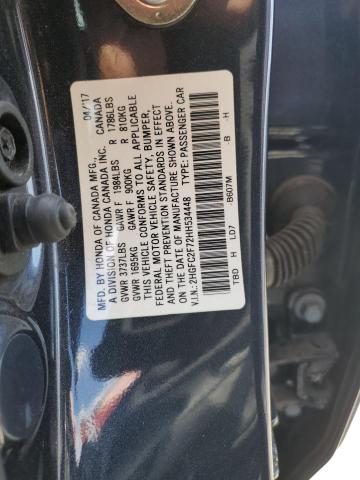 MFD. BY HONDA OF CANADA MFG., 04/17
A DIVISION OF HONDA CANADA INC. CANADA
GVWR 3737LBS GAWR F 1984LBS R 1786LBS
GVWR 1695KG GAWR F 900KG R 810KG
THIS VEHICLE CONFORMS TO ALL APPLICABLE
FEDERAL MOTOR VEHICLE SAFETY, BUMPER,
AND THEFT PREVENTION STANDARDS IN EFFECT
ON THE DATE OF MANUFACTURE SHOWN ABOVE.
V.I.N.: 2HGFC2F72HH534448 TYPE: PASSENGER CAR
TBD H LD7 -B607M -B -H